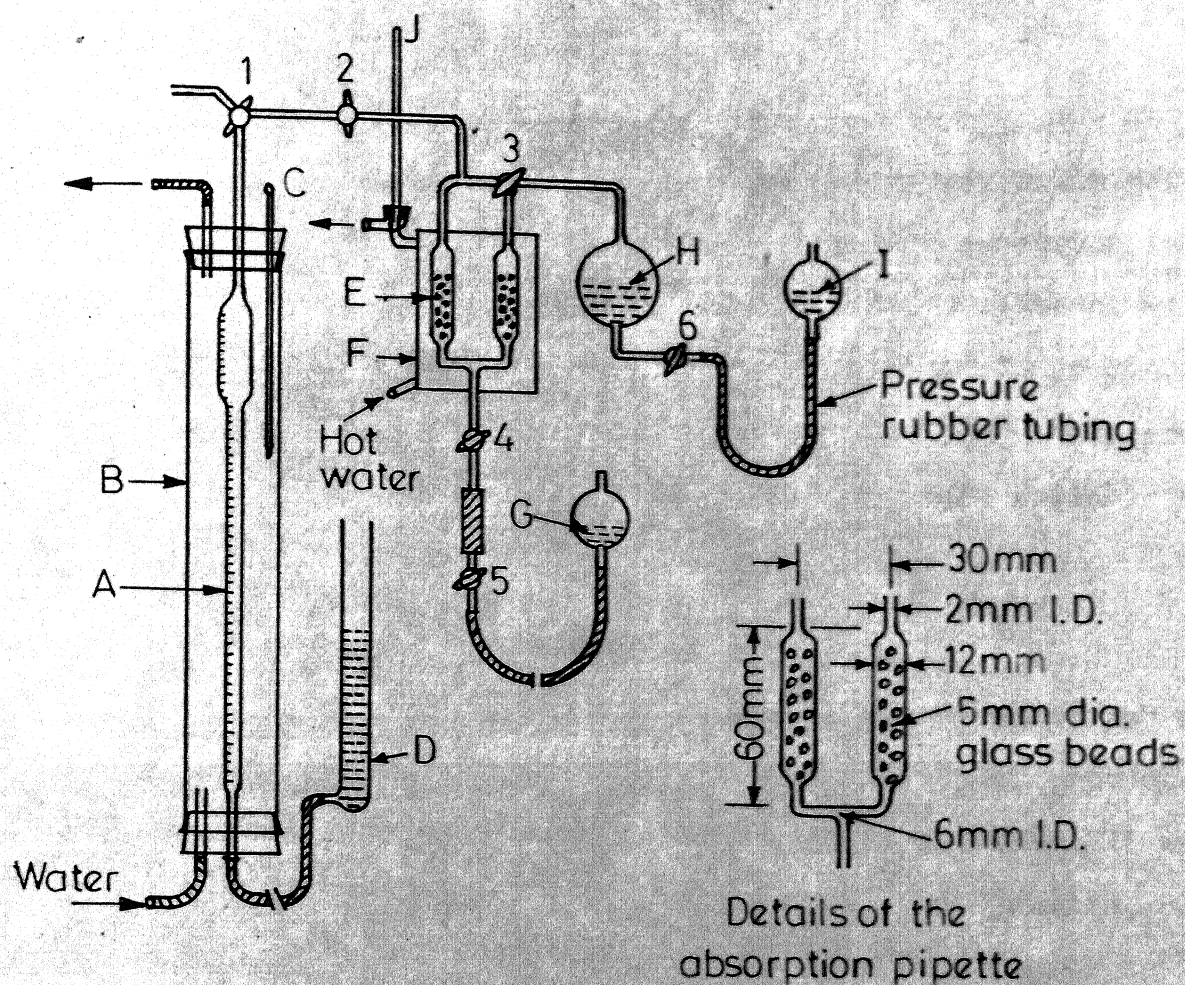 J
1
2
3
C
H
I
E
6
F
Pressure
rubber tubing
Hot
water
4
B
G
5
A
30mm
2mm I.D.
12mm
60mm
5mm dia.
glass beads
D
6mm I.D.
Water
Details of the
absorption pipette